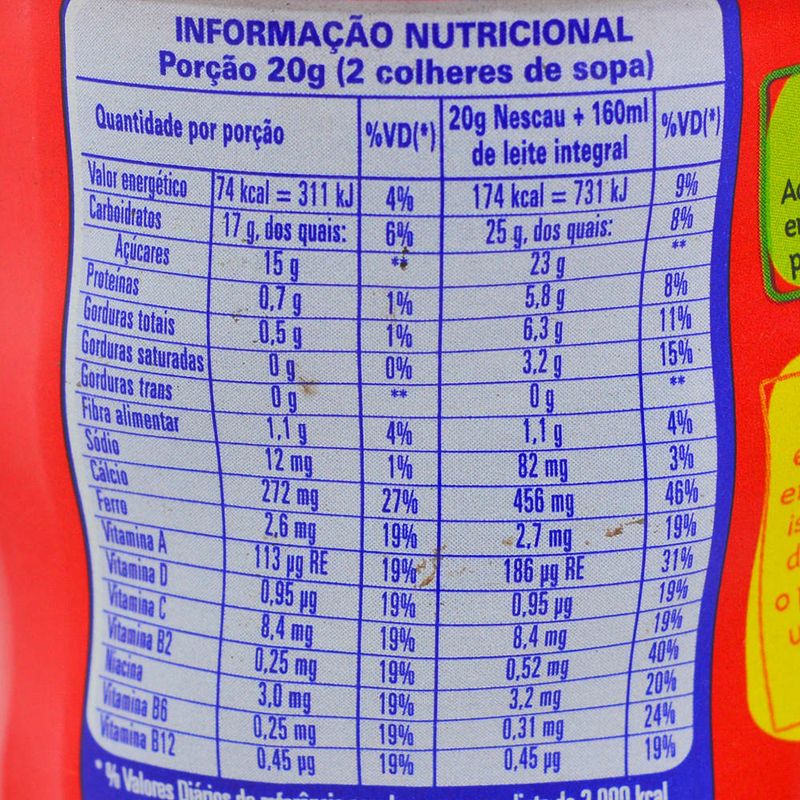 INFORMAÇÃO NUTRICIONAL
Porção 20g (2 colheres de sopa)
Quantidade por porção %VD(*) 20g Nescau + 160ml de leite integral %VD(*)
Valor energético 74 kcal = 311 kJ 4% 174 kcal = 731 kJ 9%
Carboidratos 17 g, dos quais: 6% 25 g, dos quais: 8%
Açúcares 15 g ** 23 g **
Proteínas 0,7 g 1% 5,8 g 8%
Gorduras totais 0,5 g 1% 6,3 g 11%
Gorduras saturadas 0 g 0% 3,2 g 15%
Gorduras trans 0 g ** 0 g **
Fibra alimentar 1,1 g 4% 1,1 g 4%
Sódio 12 mg 1% 82 mg 3%
Cálcio 272 mg 27% 456 mg 46%
Ferro 2,6 mg 19% 2,7 mg 19%
Vitamina A 113 µg RE 19% 186 µg RE 31%
Vitamina D 0,95 µg 19% 0,95 µg 19%
Vitamina C 8,4 mg 19% 8,4 mg 19%
Vitamina B2 0,25 mg 19% 0,52 mg 40%
Niacina 3,0 mg 19% 3,2 mg 20%
Vitamina B6 0,25 mg 19% 0,31 mg 24%
Vitamina B12 0,45 µg 19% 0,45 µg 19%
* % Valores Diários de 2.000 kcal